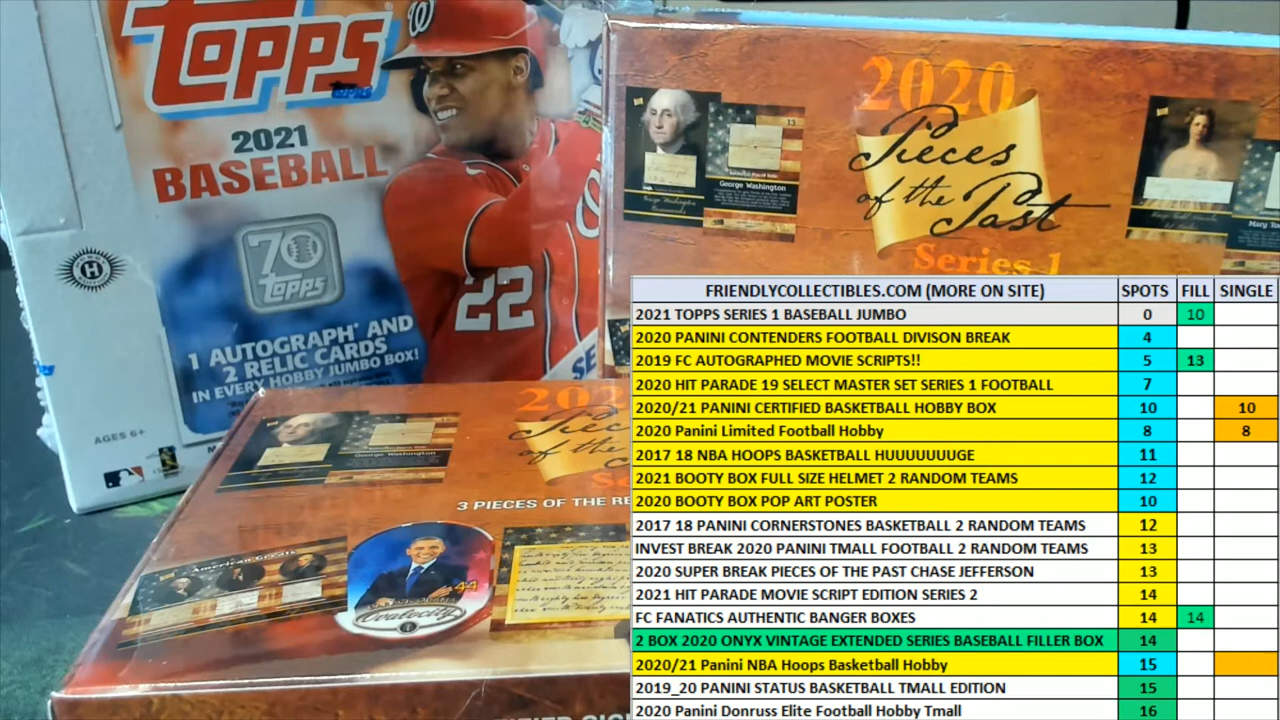 TOPPS
2021
BASEBALL
70
TOPPS
1 AUTOGRAPH* AND
2 RELIC CARDS
IN EVERY HOBBY JUMBO BOX!
AGES 6+
W
22
2020
Pieces
of the
Past
Series 1
13
George Washington
Mary To
2020
George Washington
3 PIECES OF THE RE
American Greats
44
FRIENDLYCOLLECTIBLES.COM (MORE ON SITE) SPOTS FILL SINGLE
2021 TOPPS SERIES 1 BASEBALL JUMBO 0 10
2020 PANINI CONTENDERS FOOTBALL DIVISON BREAK 4
2019 FC AUTOGRAPHED MOVIE SCRIPTS!! 5 13
2020 HIT PARADE 19 SELECT MASTER SET SERIES 1 FOOTBALL 7
2020/21 PANINI CERTIFIED BASKETBALL HOBBY BOX 10 10
2020 Panini Limited Football Hobby 8 8
2017 18 NBA HOOPS BASKETBALL HUUUUUUUGE 11
2021 BOOTY BOX FULL SIZE HELMET 2 RANDOM TEAMS 12
2020 BOOTY BOX POP ART POSTER 10
2017 18 PANINI CORNERSTONES BASKETBALL 2 RANDOM TEAMS 12
INVEST BREAK 2020 PANINI TMALL FOOTBALL 2 RANDOM TEAMS 13
2020 SUPER BREAK PIECES OF THE PAST CHASE JEFFERSON 13
2021 HIT PARADE MOVIE SCRIPT EDITION SERIES 2 14
FC FANATICS AUTHENTIC BANGER BOXES 14 14
2 BOX 2020 ONYX VINTAGE EXTENDED SERIES BASEBALL FILLER BOX 14
2020/21 Panini NBA Hoops Basketball Hobby 15
2019_20 PANINI STATUS BASKETBALL TMALL EDITION 15
2020 Panini Donruss Elite Football Hobby Tmall 16